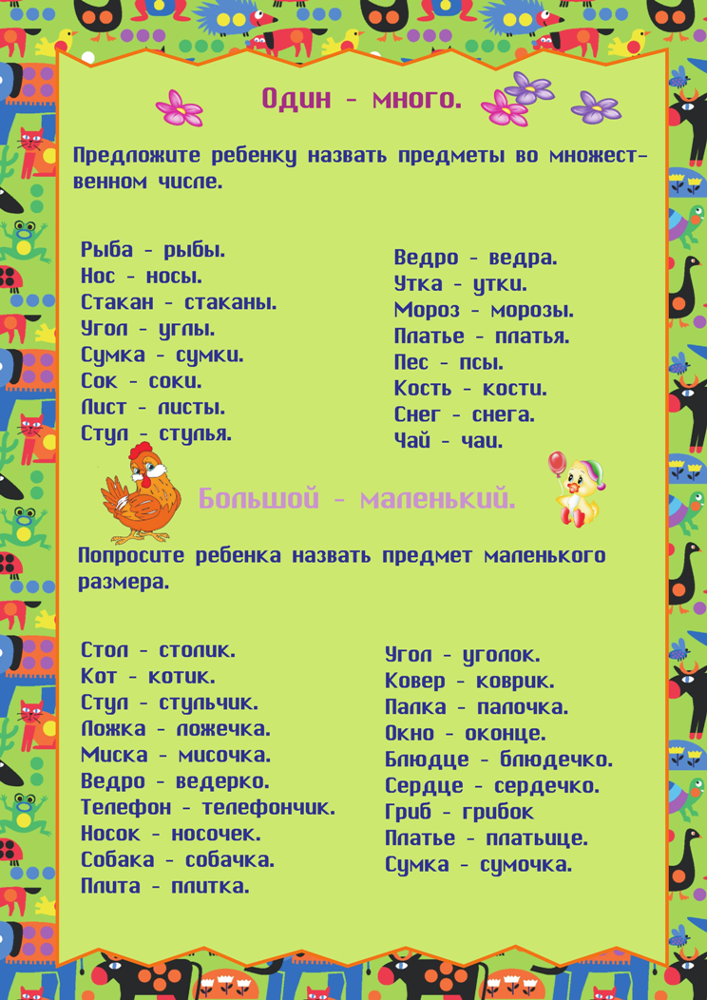 Один - много.
Предложите ребенку назвать предметы во множест-
венном числе.
Рыба - рыбы.
Нос - носы.
Стакан - стаканы.
Угол - углы.
Сумка - сумки.
Сок - соки.
Лист - листы.
Стул - стулья.
Ведро - ведра.
Утка - утки.
Мороз - морозы.
Платье - платья.
Пес - псы.
Кость - кости.
Снег - снега.
Чай - чаи.
Большой - маленький.
Попросите ребенка назвать предмет маленького
размера.
Стол - столик.
Кот - котик.
Стул - стульчик.
Ложка - ложечка.
Миска - мисочка.
Ведро - ведерко.
Телефон - телефончик.
Носок - носочек.
Собака - собачка.
Плита - плитка.
Угол - уголок.
Ковер - коврик.
Палка - палочка.
Окно - оконце.
Блюдце - блюдечко.
Сердце - сердечко.
Гриб - грибок
Платье - платьице.
Сумка - сумочка.